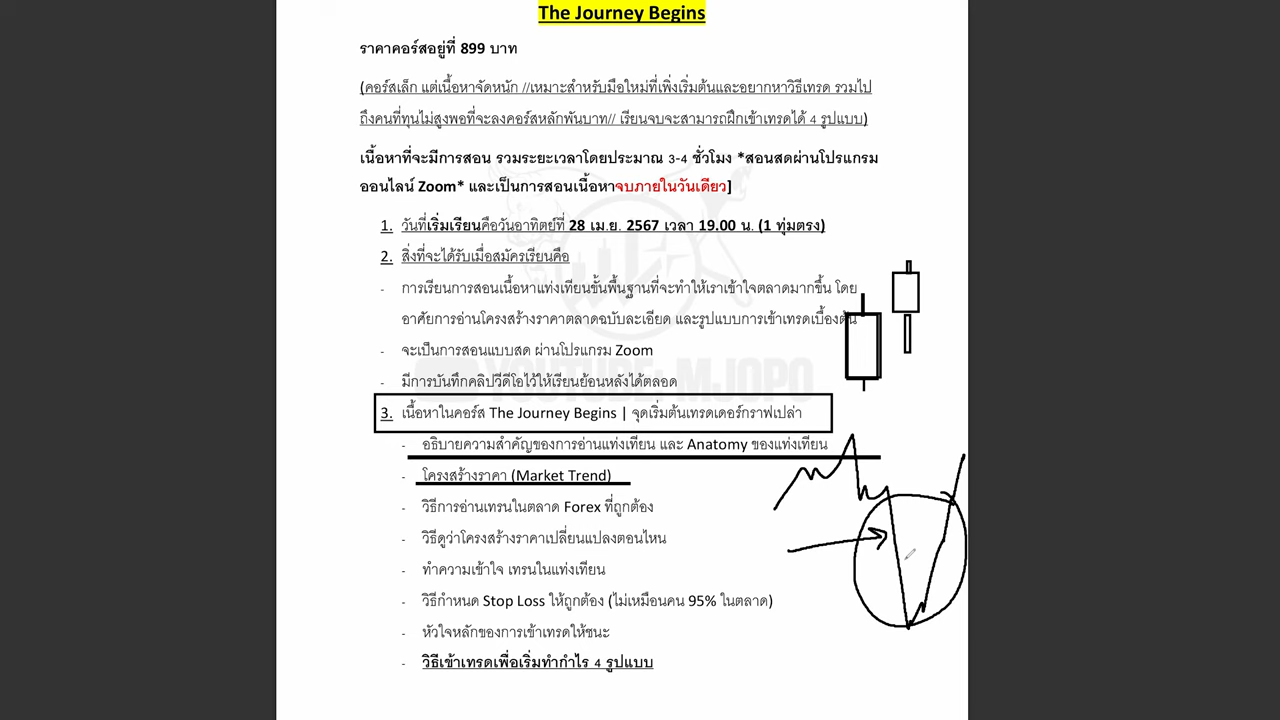 The Journey Begins
ราคาคอร์สอยู่ที่ 899 บาท
(คอร์สเล็ก แต่เนื้อหาจัดหนัก //เหมาะสำหรับมือใหม่ที่เพิ่งเริ่มต้นและอยากหาวิธีเทรด รวมไป
ถึงคนที่ทุนไม่สูงพอที่จะลงคอร์สหลักพันบาท// เรียนจบจะสามารถฝึกเข้าเทรดได้ 4 รูปแบบ)
เนื้อหาที่จะมีการสอน รวมระยะเวลาโดยประมาณ 3-4 ชั่วโมง *สอนสดผ่านโปรแกรม
ออนไลน์ Zoom* และเป็นการสอนเนื้อหาจบภายในวันเดียว]
1. วันที่เริ่มเรียนคือวันอาทิตย์ที่ 28 เม.ย. 2567 เวลา 19.00 น. (1 ทุ่มตรง)
2. สิ่งที่จะได้รับเมื่อสมัครเรียนคือ
- การเรียนการสอนเนื้อหาแท่งเทียนขั้นพื้นฐานที่จะทำให้เราเข้าใจตลาดมากขึ้น โดย
อาศัยการอ่านโครงสร้างราคาตลาดฉบับละเอียด และรูปแบบการเข้าเทรดเบื้องต้น
- จะเป็นการสอนแบบสด ผ่านโปรแกรม Zoom
- มีการบันทึกคลิปวีดีโอไว้ให้เรียนย้อนหลังได้ตลอด
YOUTUBE: MJOPO
3. เนื้อหาในคอร์ส The Journey Begins | จุดเริ่มต้นเทรดเดอร์กราฟเปล่า
- อธิบายความสำคัญของการอ่านแท่งเทียน และ Anatomy ของแท่งเทียน
- โครงสร้างราคา (Market Trend)
- วิธีการอ่านเทรนในตลาด Forex ที่ถูกต้อง
- วิธีดูว่าโครงสร้างราคาเปลี่ยนแปลงตอนไหน
- ทำความเข้าใจ เทรนในแท่งเทียน
- วิธีกำหนด Stop Loss ให้ถูกต้อง (ไม่เหมือนคน 95% ในตลาด)
- หัวใจหลักของการเข้าเทรดให้ชนะ
- วิธีเข้าเทรดเพื่อเริ่มทำกำไร 4 รูปแบบ